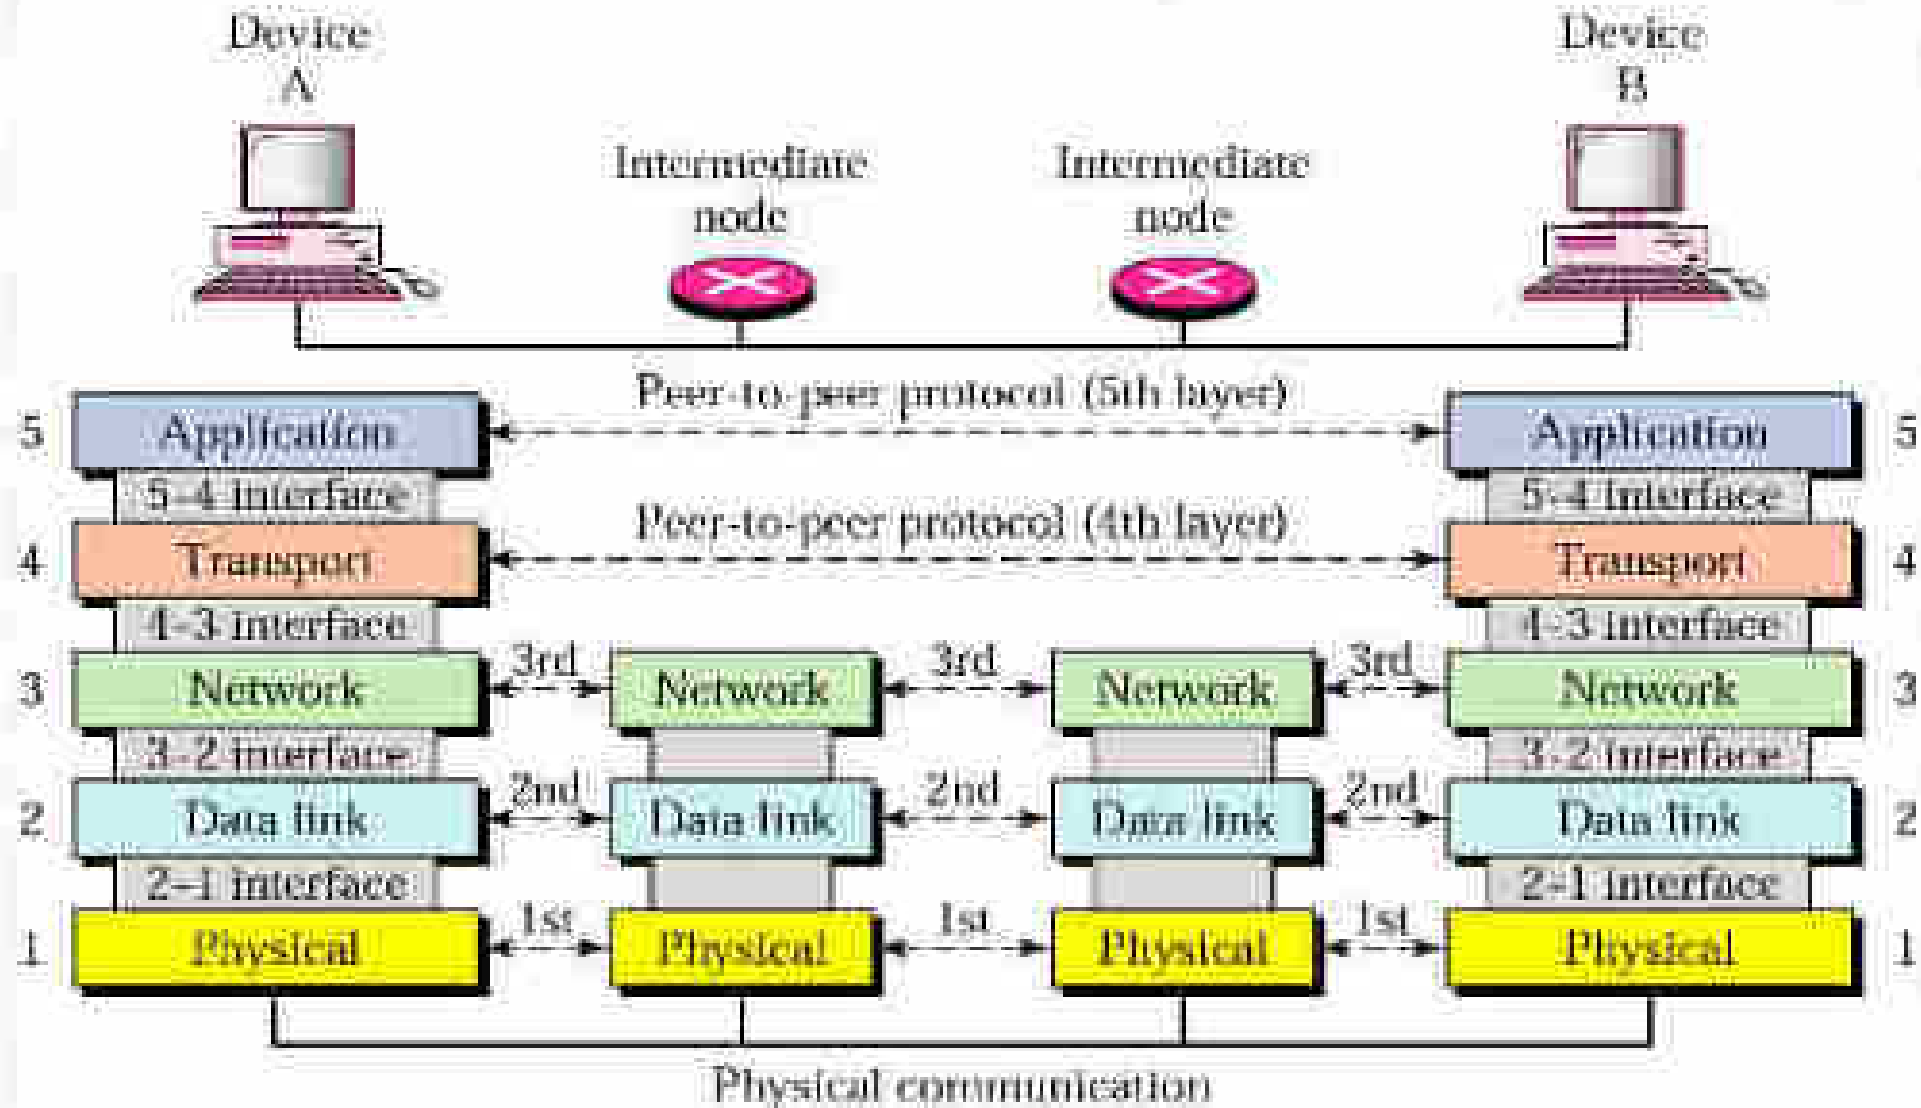 Device
A
Device
B
Intermediate
node
Intermediate
node
Peer-to-peer protocol (5th layer)
5 Application Application 5
5-4 interface 5-4 interface
Peer-to-peer protocol (4th layer)
4 Transport Transport 4
4-3 interface 4-3 interface
3 Network 3rd Network 3rd Network 3rd Network 3
3-2 interface 3-2 interface
2 Data link 2nd Data link 2nd Data link 2nd Data link 2
2-1 interface 2-1 interface
1 Physical 1st Physical 1st Physical 1st Physical 1
Physical communication